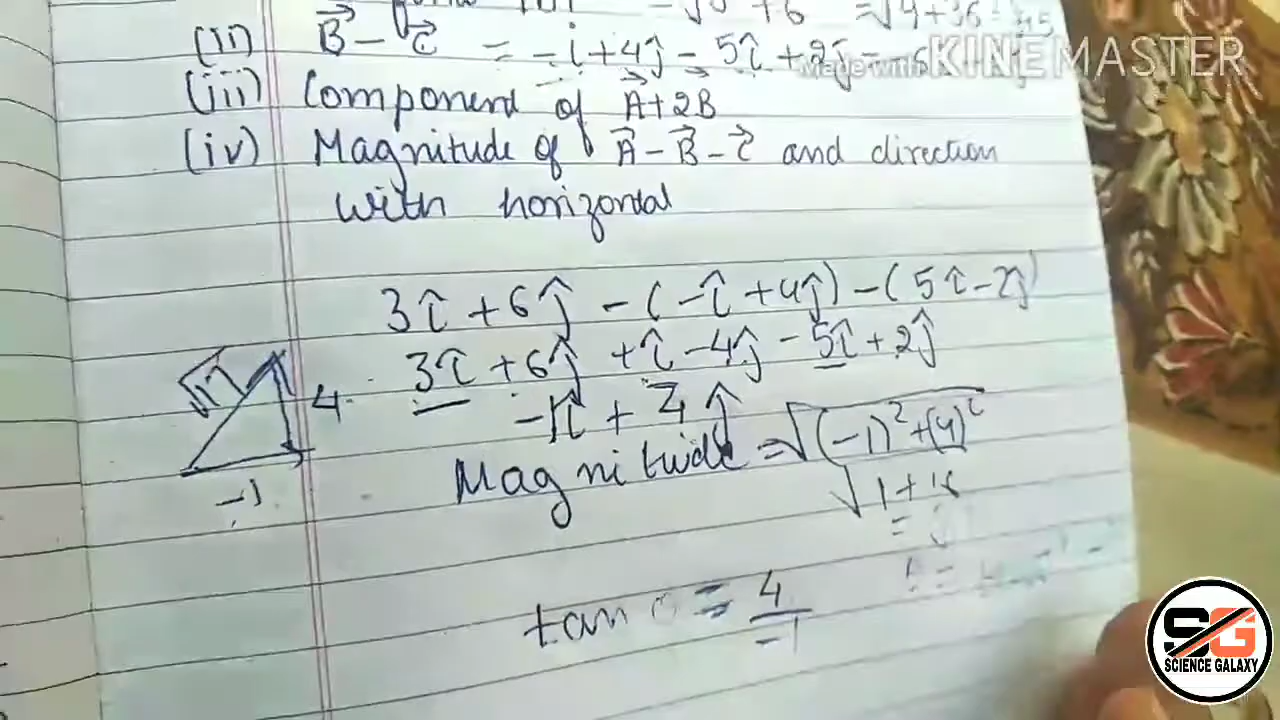 (ii) B⃗ - C⃗ = -î+4ĵ - 5î+2ĵ
Made with KINEMASTER
(iii) Component of A⃗+2B⃗
(iv) Magnitude of A⃗-B⃗-C⃗ and direction
with horizontal
3î+6ĵ -(-î+4ĵ)-(5î-2ĵ)
3î+6ĵ +î-4ĵ-5î+2ĵ
-1î + 4ĵ
√17 4
-1
Magnitude = √(-1)²+(4)²
√1+16
tan θ = 4/-1
SG
SCIENCE GALAXY